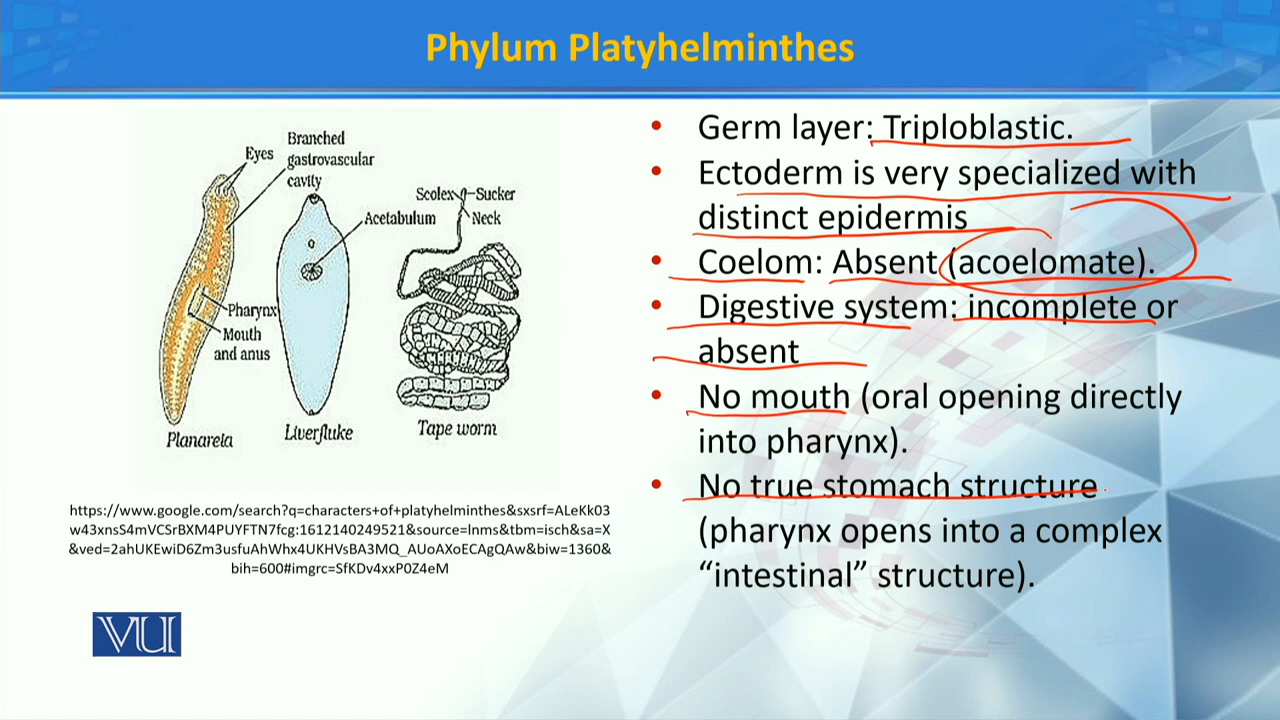 Phylum Platyhelminthes
Branched
Eyes
gastrovascular
cavity
Acetabulum
Scolex
Sucker
Neck
Pharynx
Mouth
and anus
Planareia
Liverfluke
Tape worm
https://www.google.com/search?q=characters+of+platyhelminthes&sxsrf=ALeKk03
w43xnsS4mVCSrBXM4PUYFTN7fcg:1612140249521&source=lnms&tbm=isch&sa=X
&ved=2ahUKEwiD6Zm3usfuAhWhx4UKHVsBA3MQ_AUoAXoECAgQAw&biw=1360&
bih=600#imgrc=SfKDv4xxP0Z4eM
VU
• Germ layer: Triploblastic.
• Ectoderm is very specialized with
distinct epidermis
• Coelom: Absent (acoelomate).
• Digestive system: incomplete or
absent
• No mouth (oral opening directly
into pharynx).
• No true stomach structure
(pharynx opens into a complex
“intestinal” structure).